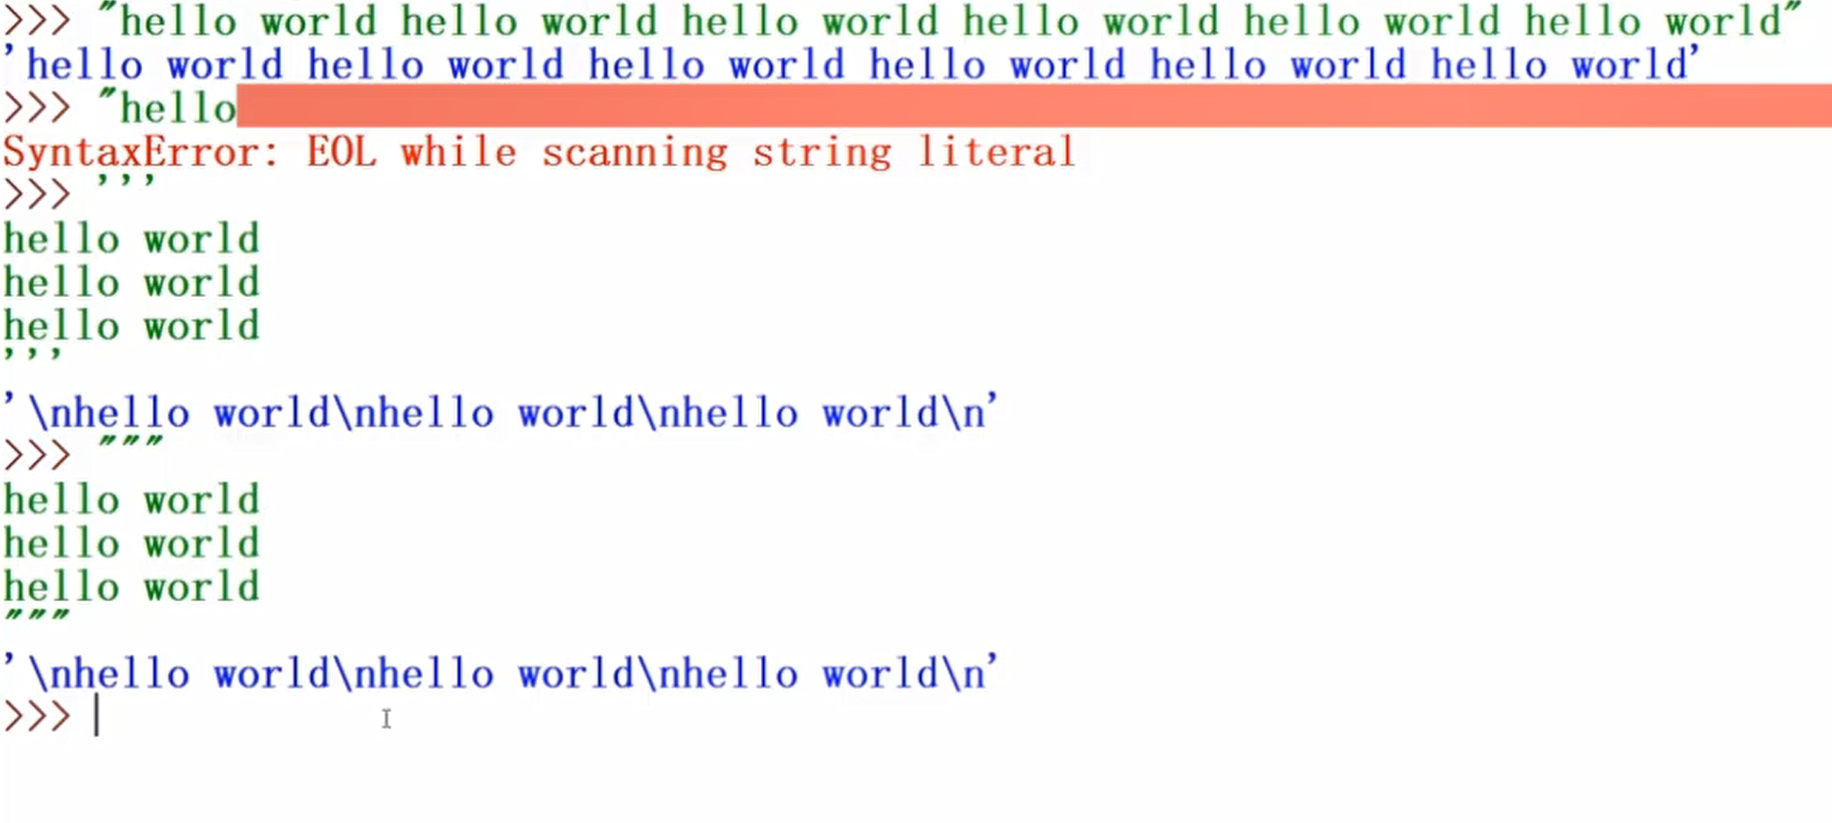 >>> "hello world hello world hello world hello world hello world hello world"
'hello world hello world hello world hello world hello world hello world'
>>> "hello
SyntaxError: EOL while scanning string literal
>>> '''
hello world
hello world
hello world
'''
'\nhello world\nhello world\nhello world\n'
>>> """
hello world
hello world
hello world
"""
'\nhello world\nhello world\nhello world\n'
>>>